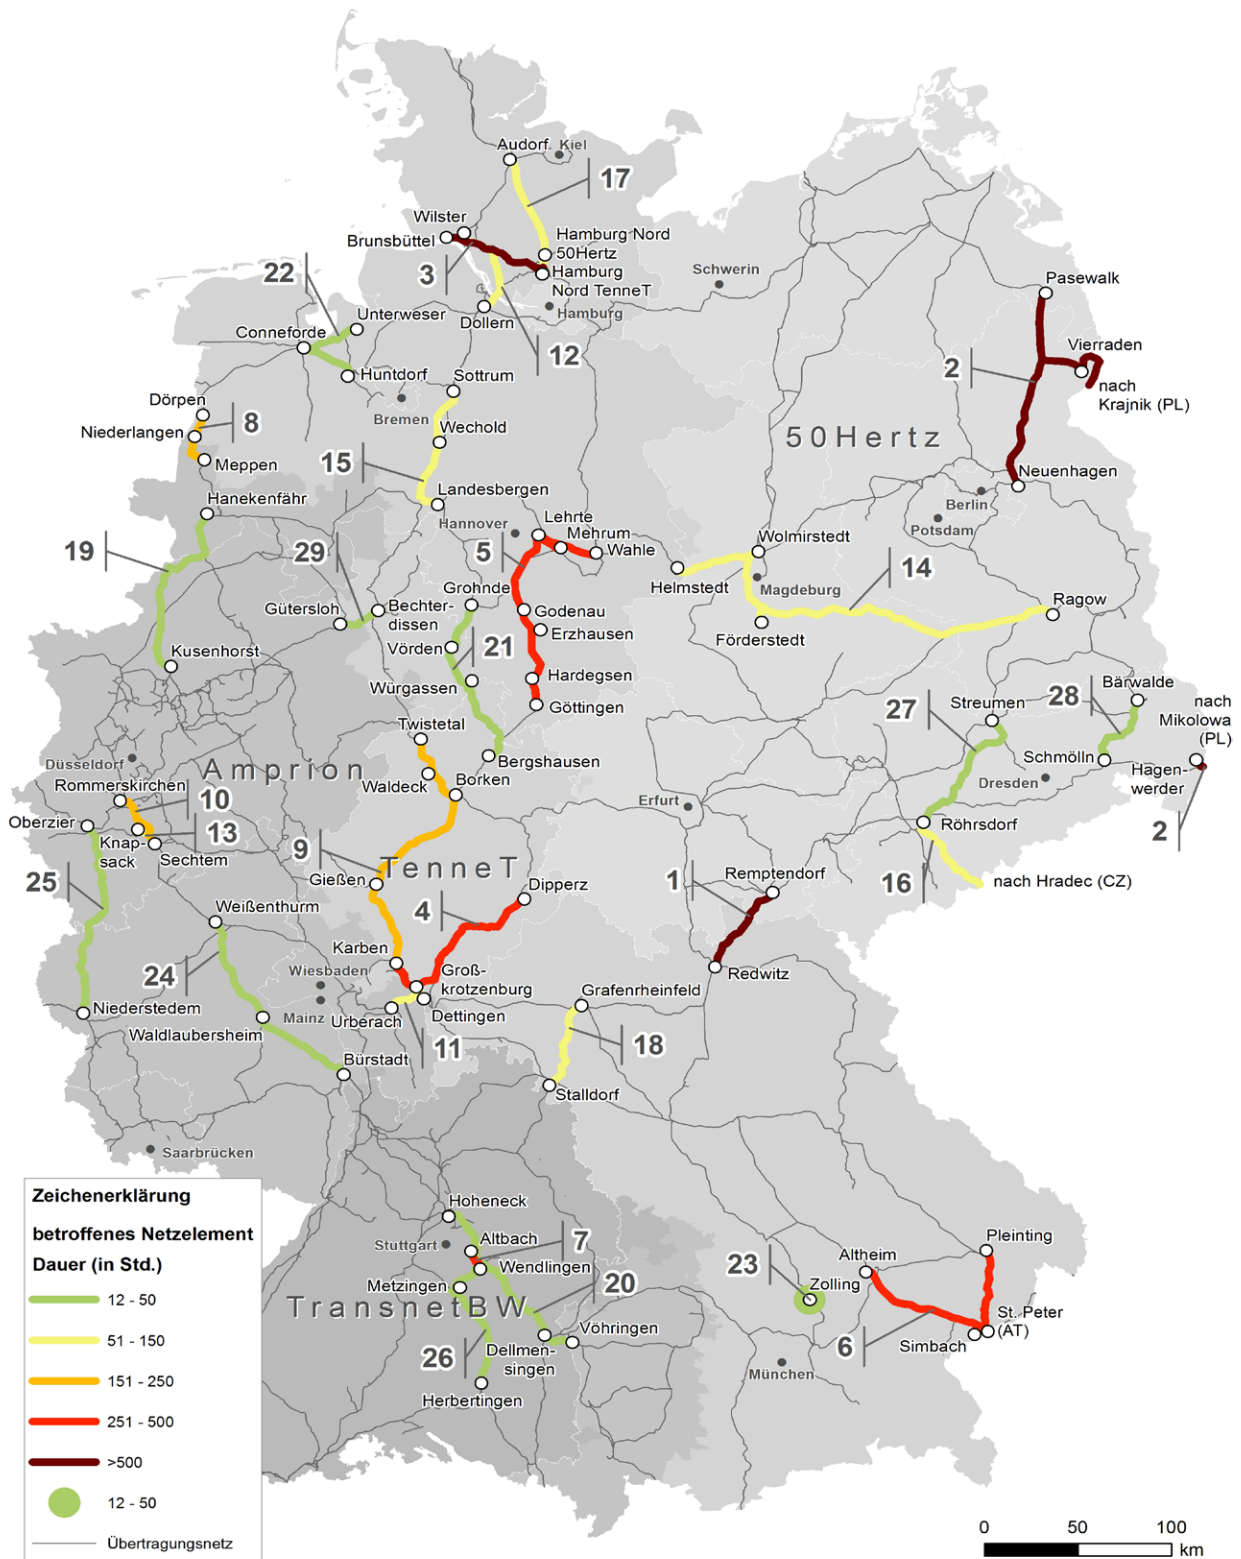 Audorf
Kiel
17
Wilster
Brunsbüttel
Hamburg Nord
50Hertz
Hamburg
Nord TenneT
3
Schwerin
22
Unterweser
Dollern
Hamburg
Pasewalk
Conneforde
12
Vierraden
2
Huntdorf
Sottrum
nach
Krajnik (PL)
Dörpen
Bremen
8
Niederlangen
Wechold
50Hertz
Meppen
15
Neuenhagen
Hanekenfähr
Landesbergen
Berlin
Hannover
Lehrte
Potsdam
Mehrum
Wahle
Wolmirstedt
19
29
5
14
Helmstedt
Magdeburg
Grohnde
Gütersloh
Bechter-
dissen
Godenau
Ragow
Erzhausen
Förderstedt
Vörden
21
Kusenhorst
Würgassen
Hardegsen
Bärwalde
Göttingen
27
Streumen
28
nach
Mikolowa
(PL)
Twistetal
Düsseldorf
Amprion
Bergshausen
Schmölln
Hagen-
werder
Rommerskirchen
Waldeck
Borken
Dresden
10
Erfurt
Oberzier
13
Röhrsdorf
2
Knap-
sack
Sechtem
9
TenneT
25
Gießen
Dipperz
1
Remptendorf
16
nach Hradec (CZ)
Weißenthurm
4
Karben
24
Wiesbaden
Groß-
krotzenburg
Redwitz
Niederstedem
Mainz
Urberach
Dettingen
Grafenrheinfeld
Waldlaubersheim
11
18
Bürstadt
Stalldorf
Saarbrücken
Zeichenerklärung
betroffenes Netzelement
Dauer (in Std.)
12 - 50
51 - 150
151 - 250
251 - 500
>500
12 - 50
Übertragungsnetz
Hoheneck
Stuttgart
Altbach
7
Wendlingen
Pleinting
Altheim
23
Metzingen
20
Zolling
TransnetBW
St. Peter
(AT)
Vöhringen
6
Simbach
26
Dellmen-
singen
München
Herbertingen
0 50 100
km